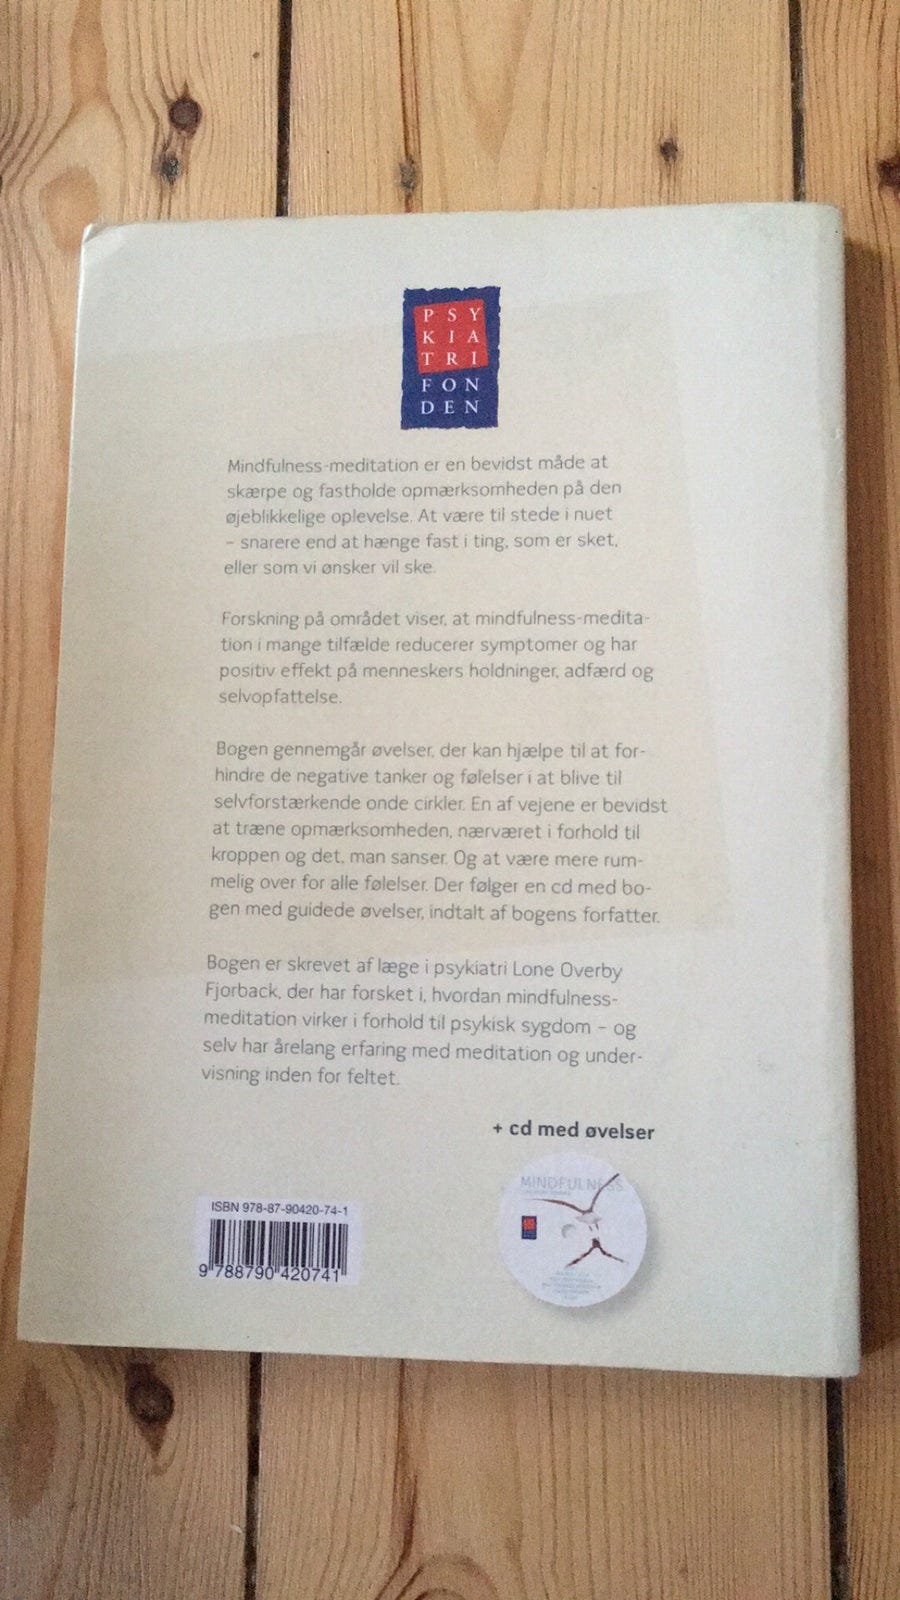 PSY
KIA
TRI
FON
DEN
Mindfulness-meditation er en bevidst måde at
skærpe og fastholde opmærksomheden på den
øjeblikkelige oplevelse. At være til stede i nuet
– snarere end at hænge fast i ting, som er sket,
eller som vi ønsker vil ske.
Forskning på området viser, at mindfulness-medita-
tion i mange tilfælde reducerer symptomer og har
positiv effekt på menneskers holdninger, adfærd og
selvopfattelse.
Bogen gennemgår øvelser, der kan hjælpe til at for-
hindre de negative tanker og følelser i at blive til
selvforstærkende onde cirkler. En af vejene er bevidst
at træne opmærksomheden, nærværet i forhold til
kroppen og det, man sanser. Og at være mere rum-
melig over for alle følelser. Der følger en cd med bo-
gen med guidede øvelser, indtalt af bogens forfatter.
Bogen er skrevet af læge i psykiatri Lone Overby
Fjorback, der har forsket i, hvordan mindfulness-
meditation virker i forhold til psykisk sygdom – og
selv har årelang erfaring med meditation og under-
visning inden for feltet.
+ cd med øvelser
MINDFULNESS
ISBN 978-87-90420-74-1
9 788790 420741